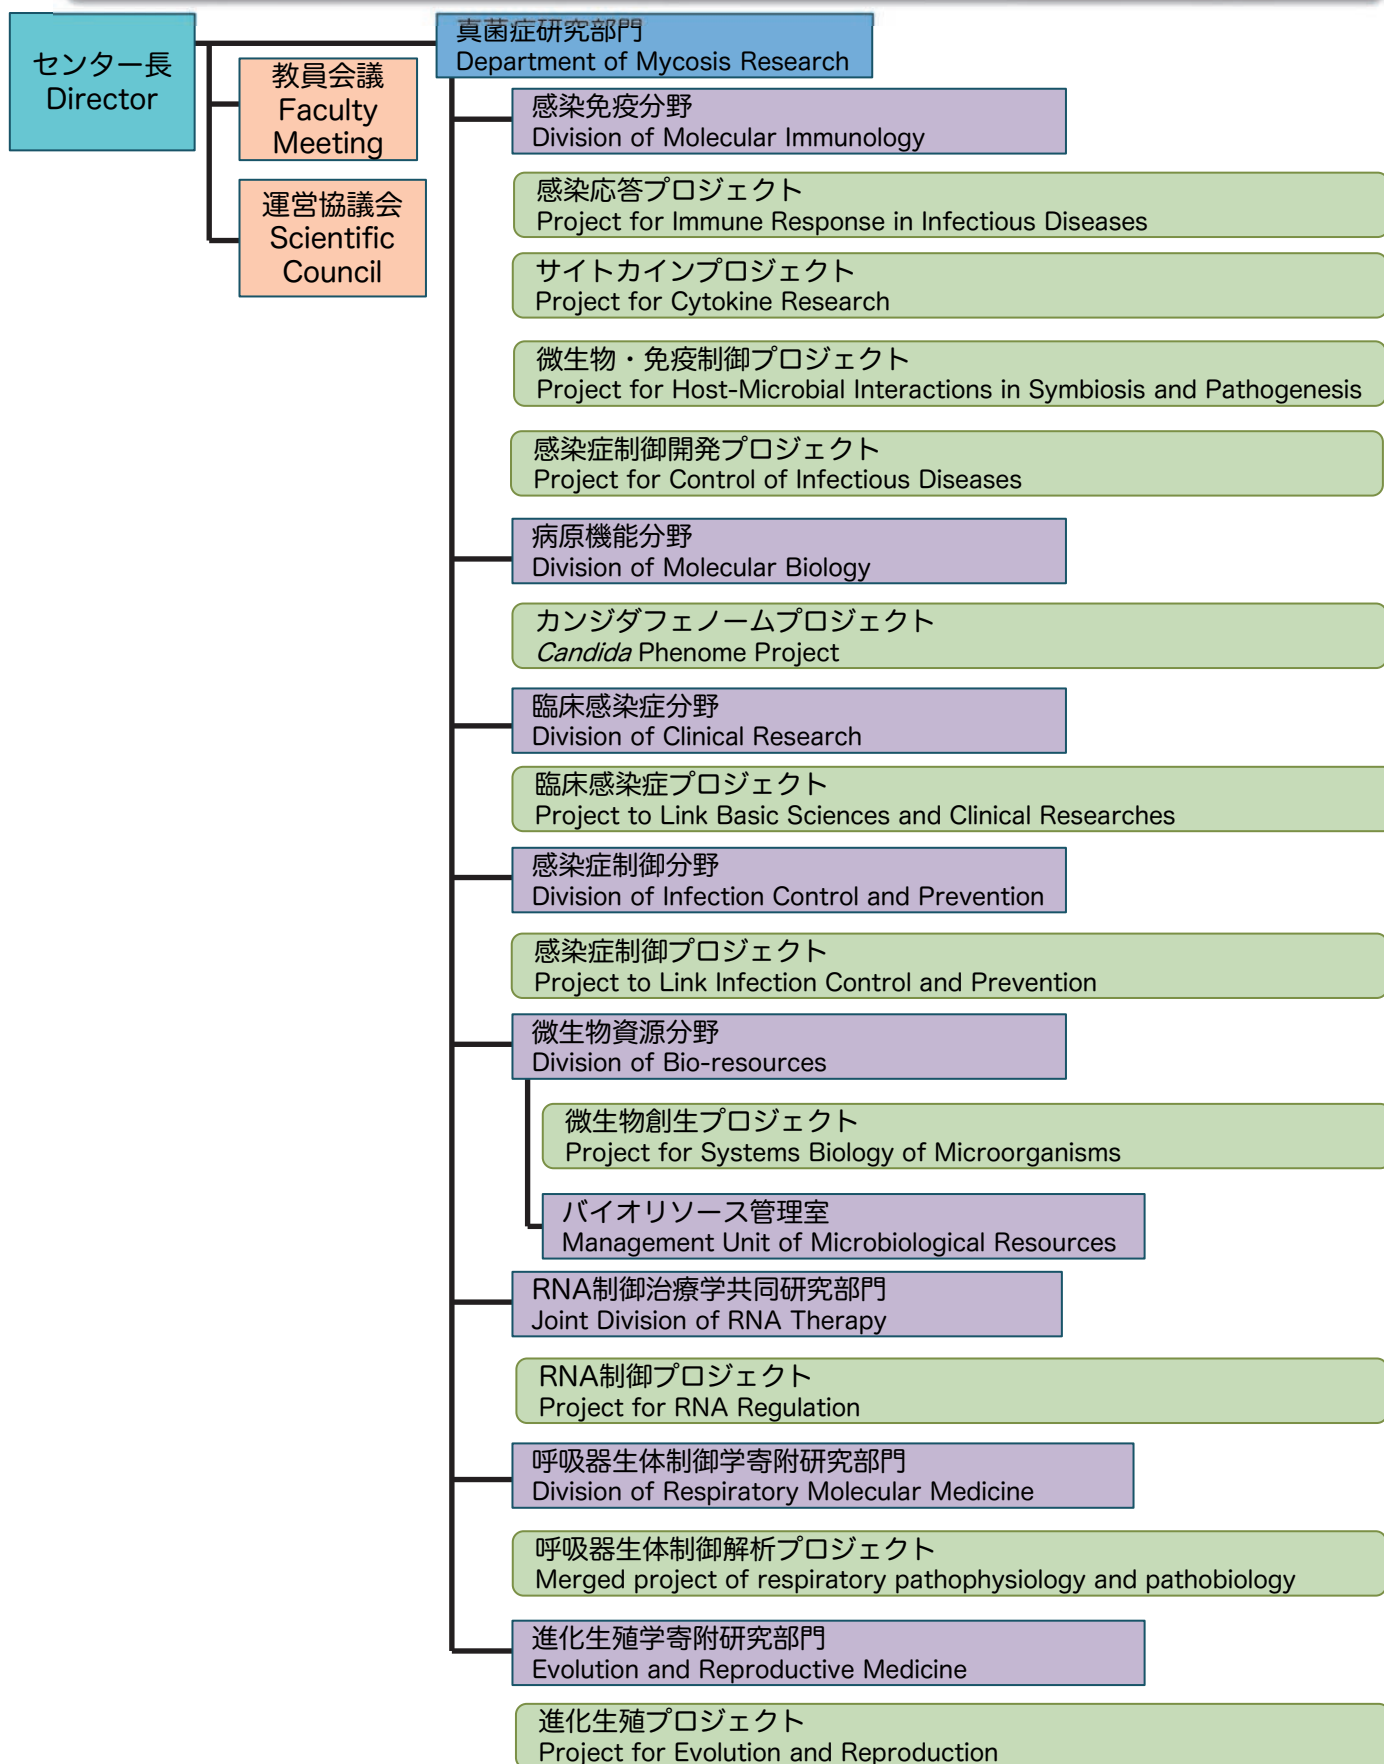 センター長
Director
教員会議
Faculty
Meeting
運営協議会
Scientific
Council
真菌症研究部門
Department of Mycosis Research
感染免疫分野
Division of Molecular Immunology
感染応答プロジェクト
Project for Immune Response in Infectious Diseases
サイトカインプロジェクト
Project for Cytokine Research
微生物・免疫制御プロジェクト
Project for Host-Microbial Interactions in Symbiosis and Pathogenesis
感染症制御開発プロジェクト
Project for Control of Infectious Diseases
病原機能分野
Division of Molecular Biology
カンジダフェノームプロジェクト
Candida Phenome Project
臨床感染症分野
Division of Clinical Research
臨床感染症プロジェクト
Project to Link Basic Sciences and Clinical Researches
感染症制御分野
Division of Infection Control and Prevention
感染症制御プロジェクト
Project to Link Infection Control and Prevention
微生物資源分野
Division of Bio-resources
微生物創生プロジェクト
Project for Systems Biology of Microorganisms
バイオリソース管理室
Management Unit of Microbiological Resources
RNA制御治療学共同研究部門
Joint Division of RNA Therapy
RNA制御プロジェクト
Project for RNA Regulation
呼吸器生体制御学寄附研究部門
Division of Respiratory Molecular Medicine
呼吸器生体制御解析プロジェクト
Merged project of respiratory pathophysiology and pathobiology
進化生殖学寄附研究部門
Evolution and Reproductive Medicine
進化生殖プロジェクト
Project for Evolution and Reproduction